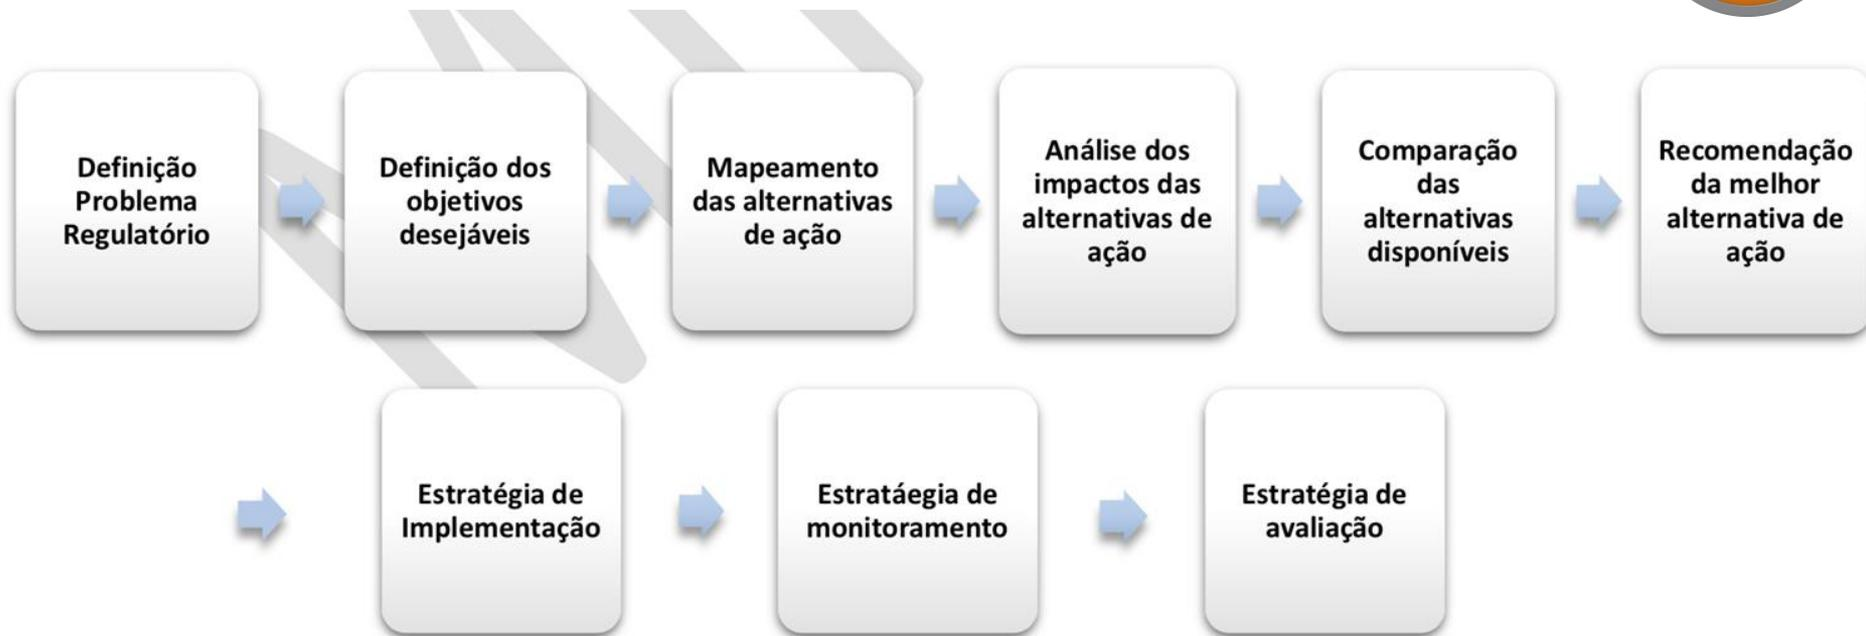 Definição
Problema
Regulatório
Definição dos
objetivos
desejáveis
Mapeamento
das alternativas
de ação
Análise dos
impactos das
alternativas de
ação
Comparação
das
alternativas
disponíveis
Recomendação
da melhor
alternativa de
ação
Estratégia de
Implementação
Estratáegia de
monitoramento
Estratégia de
avaliação